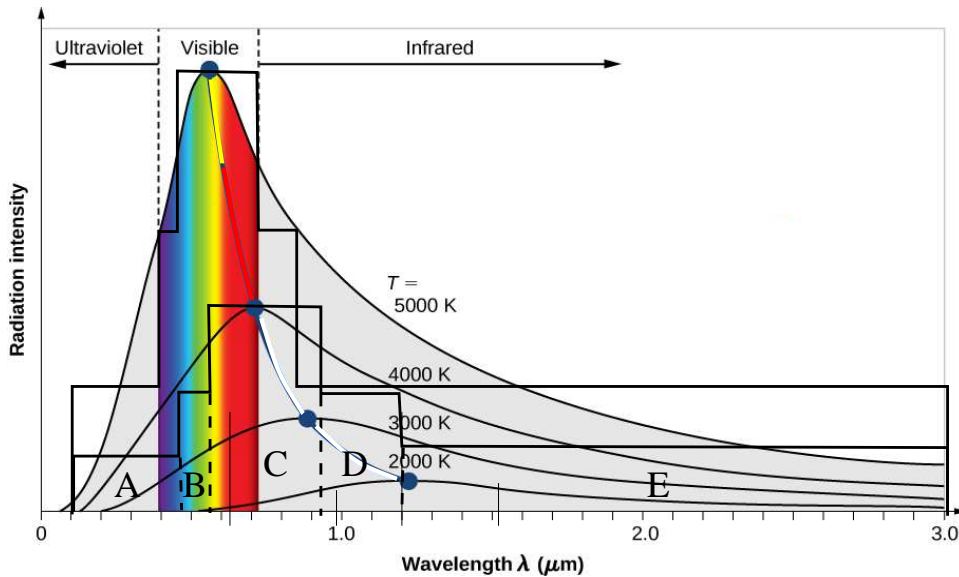 Ultraviolet Visible Infrared
Radiation intensity
T =
5000 K
4000 K
3000 K
2000 K
A B C D E
0 1.0 2.0 3.0
Wavelength λ (μm)